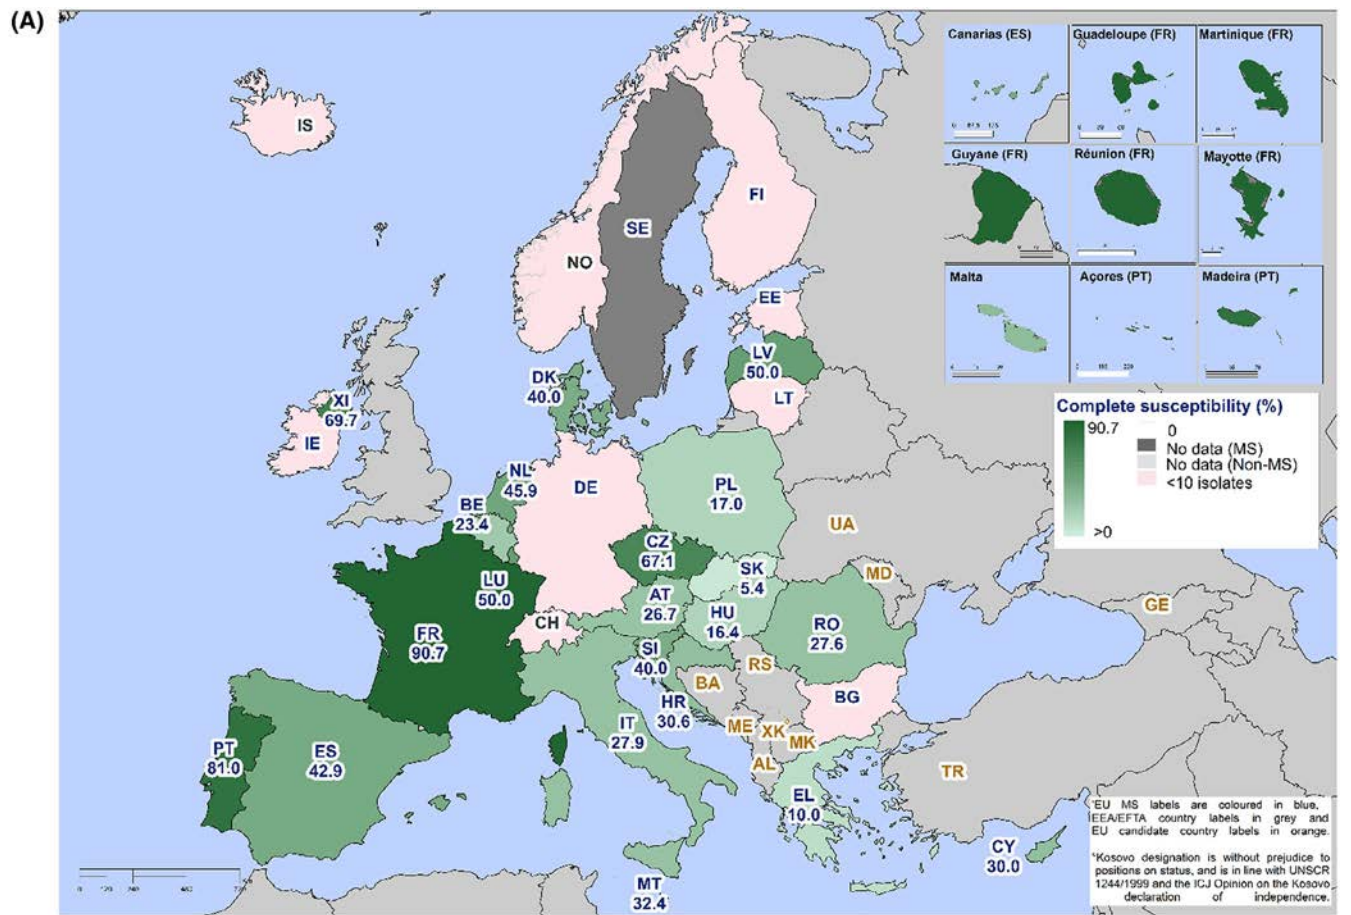 (A)
Canarias (ES)
Guadeloupe (FR)
Martinique (FR)
Guyane (FR)
Réunion (FR)
Mayotte (FR)
Malta
Açores (PT)
Madeira (PT)
IS
FI
SE
NO
EE
LV
50.0
DK
40.0
LT
XI
69.7
IE
NL
45.9
DE
PL
17.0
BE
23.4
UA
CZ
67.1
SK
5.4
MD
LU
50.0
AT
26.7
HU
16.4
GE
CH
FR
90.7
RO
27.6
SI
40.0
RS
BA
BG
HR
30.6
IT
27.9
ME
XK
MK
PT
81.0
ES
42.9
AL
TR
EL
10.0
CY
30.0
MT
32.4
Complete susceptibility (%)
90.7
>0
0
No data (MS)
No data (Non-MS)
<10 isolates
EU MS labels are coloured in blue,
EEA/EFTA country labels in grey and
EU candidate country labels in orange.
Kosovo designation is without prejudice to
positions on status, and is in line with UNSCR
1244/1999 and the ICJ Opinion on the Kosovo
declaration of independence.